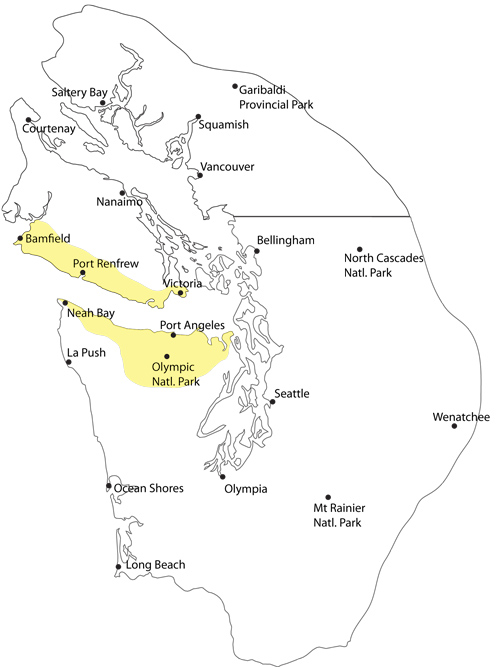 Saltery Bay
Garibaldi
Provincial Park
Courtenay
Squamish
Vancouver
Nanaimo
Bamfield
Bellingham
North Cascades
Natl. Park
Port Renfrew
Victoria
Neah Bay
Port Angeles
La Push
Olympic
Natl. Park
Seattle
Wenatchee
Ocean Shores
Olympia
Mt Rainier
Natl. Park
Long Beach